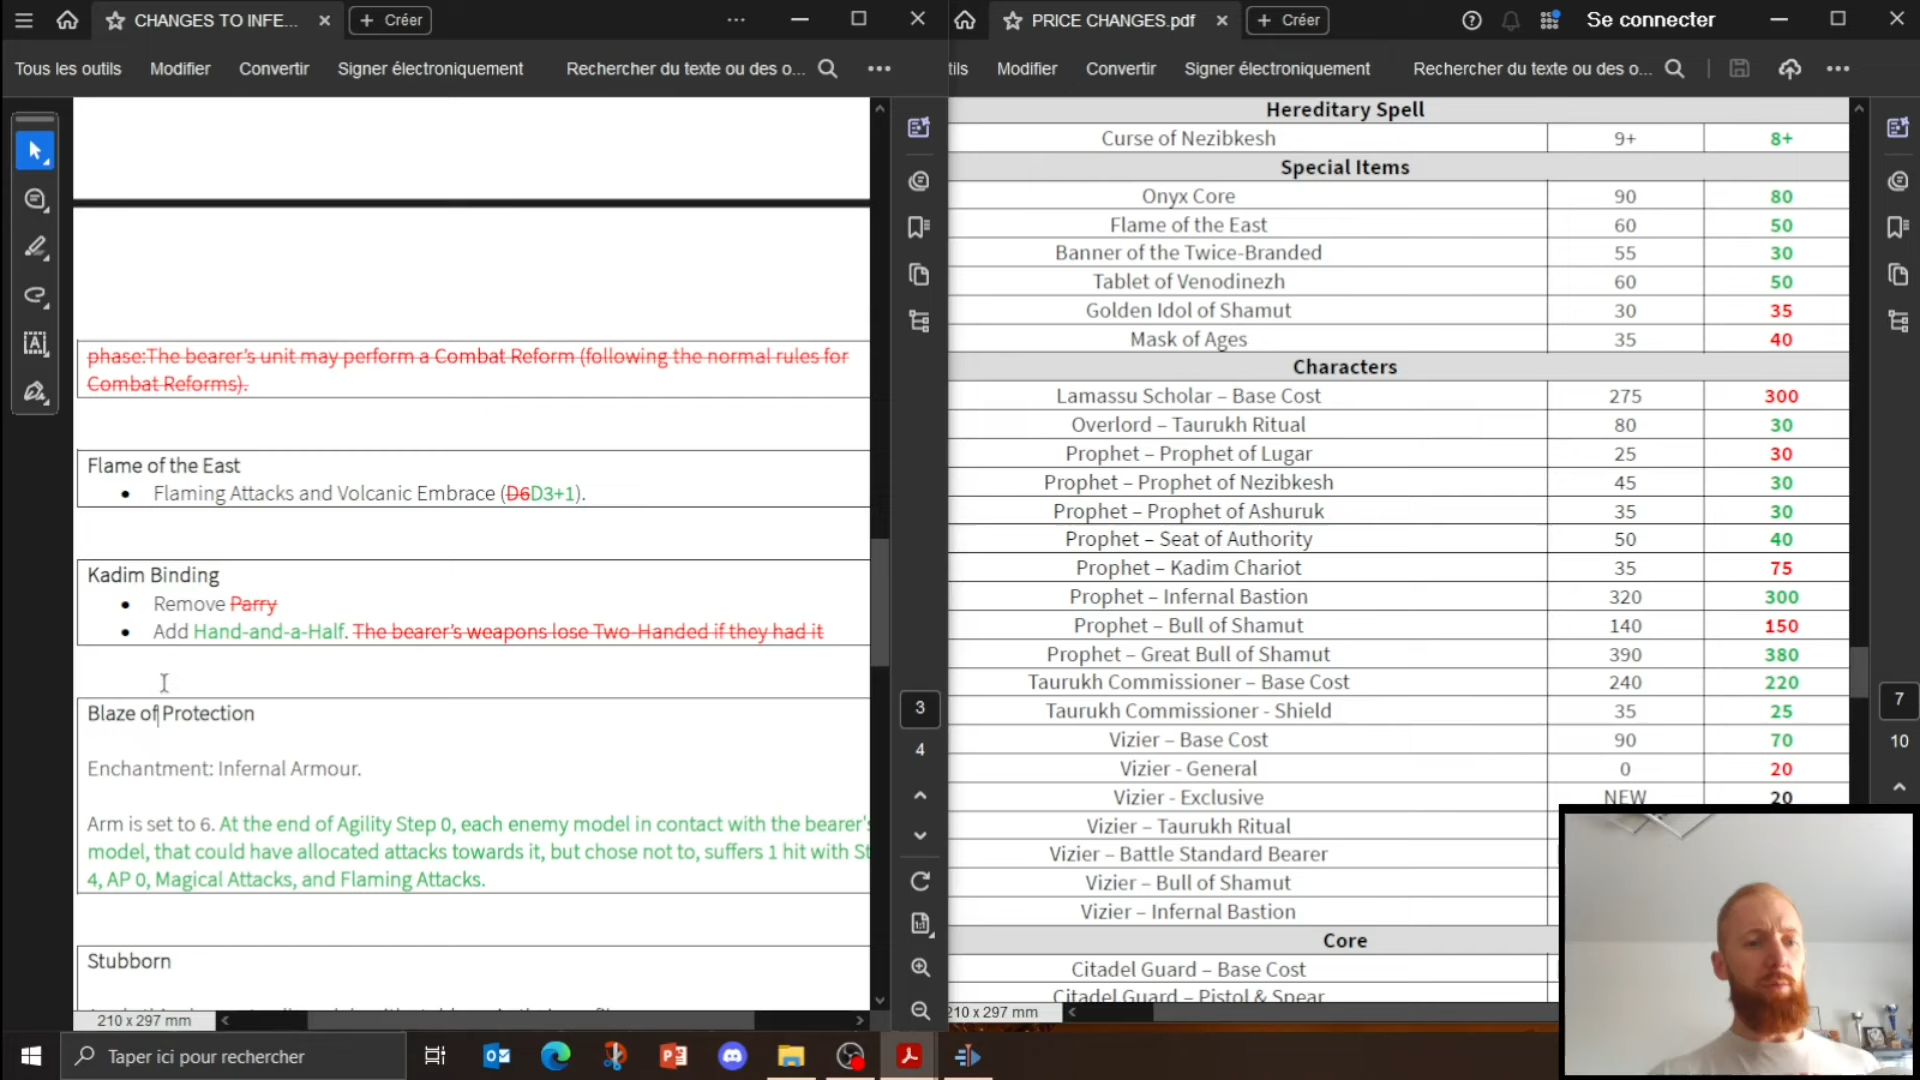 CHANGES TO INFE...
Créer
Tous les outils
Modifier
Convertir
Signer électroniquement
Rechercher du texte ou des o...
phase:The bearer's unit may perform a Combat Reform (following the normal rules for
Combat Reforms).
Flame of the East
• Flaming Attacks and Volcanic Embrace (D6D3+1).
Kadim Binding
• Remove Parry
• Add Hand-and-a-Half. The bearer's weapons lose Two-Handed if they had it
Blaze of Protection
Enchantment: Infernal Armour.
Arm is set to 6. At the end of Agility Step 0, each enemy model in contact with the bearer's
model, that could have allocated attacks towards it, but chose not to, suffers 1 hit with St
4, AP 0, Magical Attacks, and Flaming Attacks.
Stubborn
3
4
210 x 297 mm
PRICE CHANGES.pdf
Créer
Se connecter
tils
Modifier
Convertir
Signer électroniquement
Rechercher du texte ou des o...
Hereditary Spell
Curse of Nezibkesh 9+ 8+
Special Items
Onyx Core 90 80
Flame of the East 60 50
Banner of the Twice-Branded 55 30
Tablet of Venodinezh 60 50
Golden Idol of Shamut 30 35
Mask of Ages 35 40
Characters
Lamassu Scholar – Base Cost 275 300
Overlord – Taurukh Ritual 80 30
Prophet – Prophet of Lugar 25 30
Prophet – Prophet of Nezibkesh 45 30
Prophet – Prophet of Ashuruk 35 30
Prophet – Seat of Authority 50 40
Prophet – Kadim Chariot 35 75
Prophet – Infernal Bastion 320 300
Prophet – Bull of Shamut 140 150
Prophet – Great Bull of Shamut 390 380
Taurukh Commissioner – Base Cost 240 220
Taurukh Commissioner - Shield 35 25
Vizier – Base Cost 90 70
Vizier - General 0 20
Vizier - Exclusive NEW 20
Vizier – Taurukh Ritual
Vizier – Battle Standard Bearer
Vizier – Bull of Shamut
Vizier – Infernal Bastion
Core
Citadel Guard – Base Cost
Citadel Guard – Pistol & Spear
7
10
210 x 297 mm
Taper ici pour rechercher